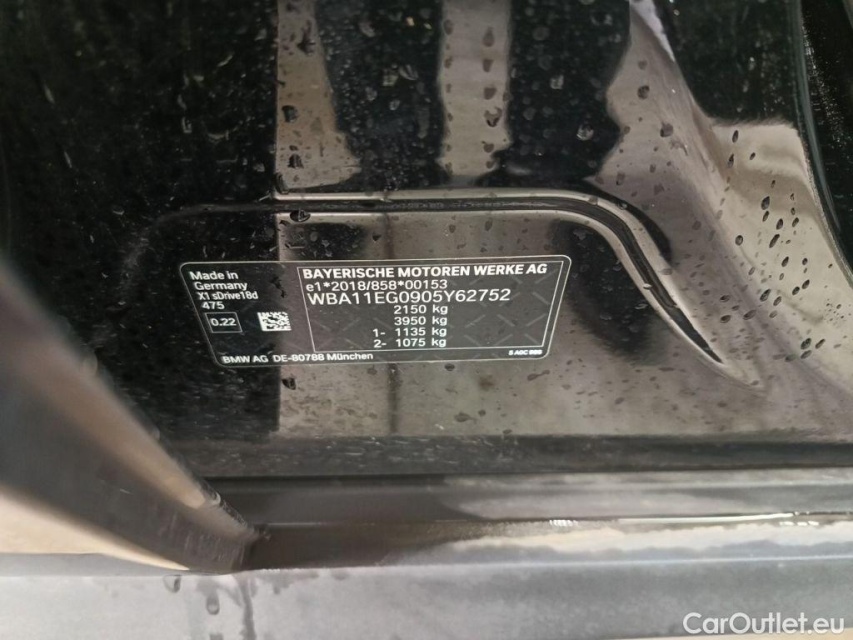 Made in
Germany
X1 sDrive18d
475
0.22
BMW AG DE-80788 München
BAYERISCHE MOTOREN WERKE AG
e1*2018/858*00153
WBA11EG0905Y62752
2150 kg
3950 kg
1- 1135 kg
2- 1075 kg
CarOutlet.eu